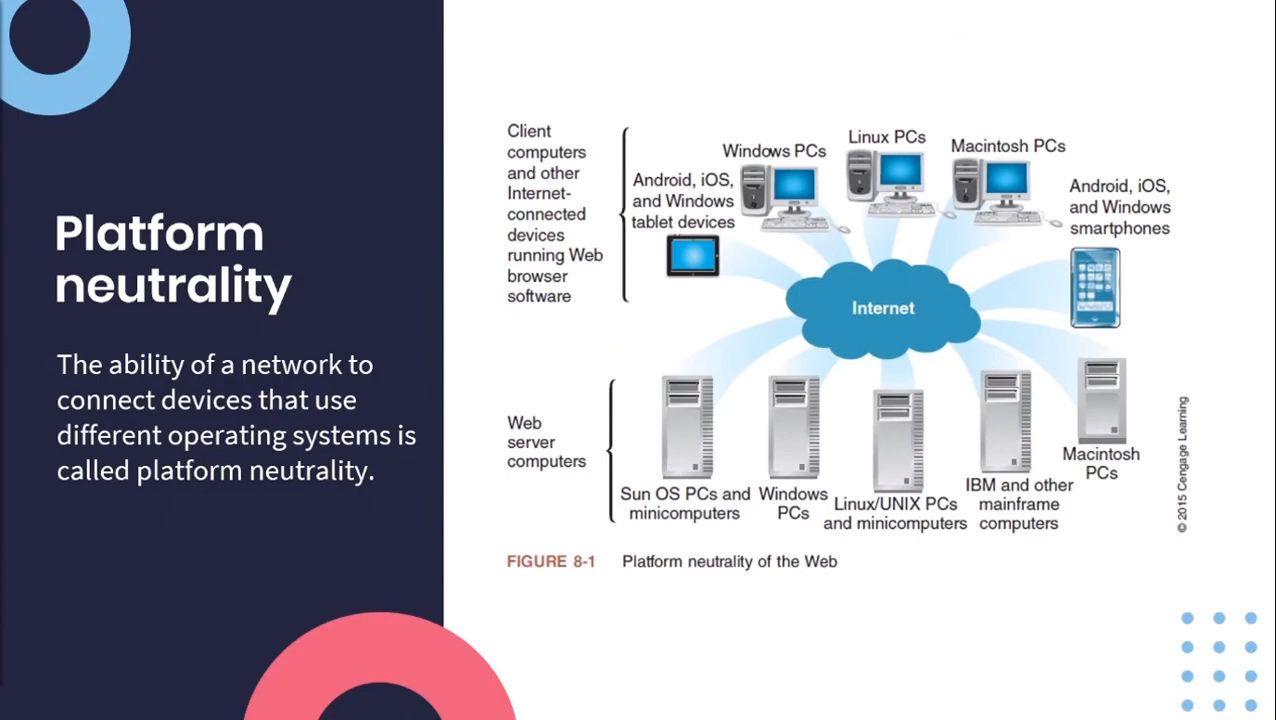 Platform
neutrality
The ability of a network to
connect devices that use
different operating systems is
called platform neutrality.
Client
computers
and other
Internet-
connected
devices
running Web
browser
software
Android, iOS,
and Windows
tablet devices
Windows PCs
Linux PCs
Macintosh PCs
Android, iOS,
and Windows
smartphones
Internet
Web
server
computers
Sun OS PCs and
minicomputers
Windows
PCs
Linux/UNIX PCs
and minicomputers
IBM and other
mainframe
computers
Macintosh
PCs
© 2015 Cengage Learning
FIGURE 8-1 Platform neutrality of the Web